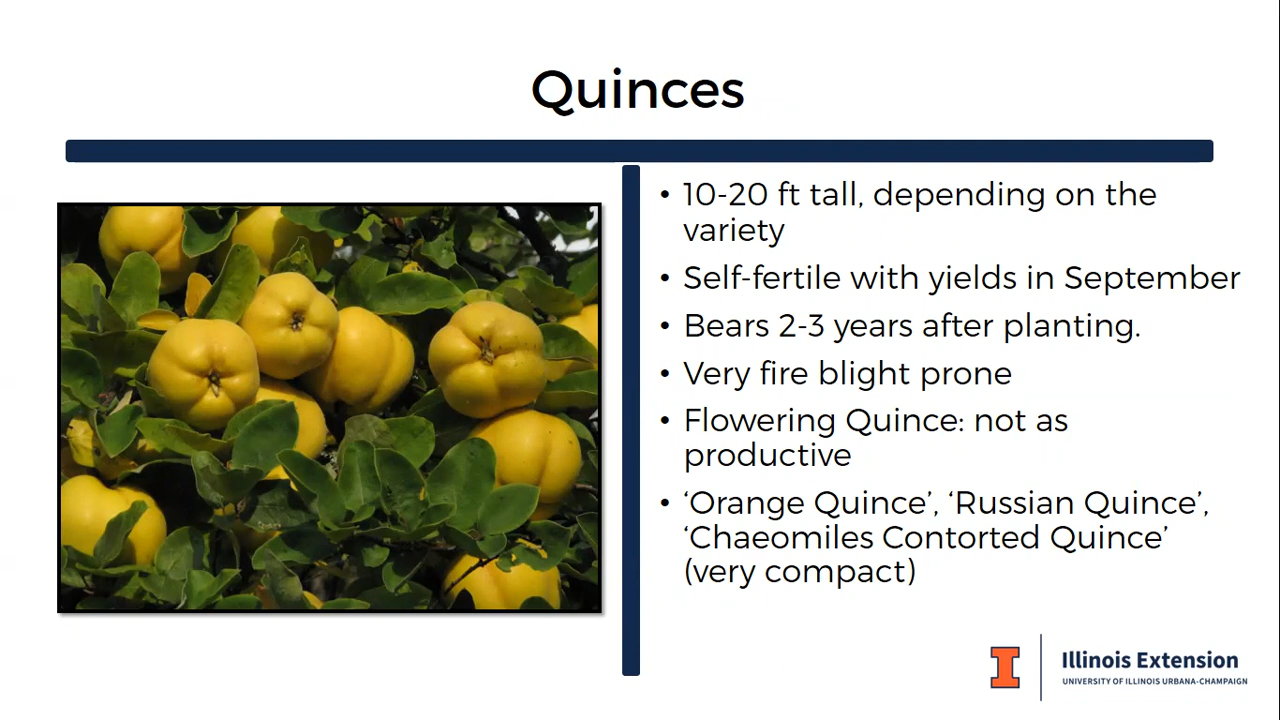 Quinces
• 10-20 ft tall, depending on the
variety
• Self-fertile with yields in September
• Bears 2-3 years after planting.
• Very fire blight prone
• Flowering Quince: not as
productive
• ‘Orange Quince’, ‘Russian Quince’,
‘Chaeomiles Contorted Quince’
(very compact)
I
Illinois Extension
UNIVERSITY OF ILLINOIS URBANA-CHAMPAIGN